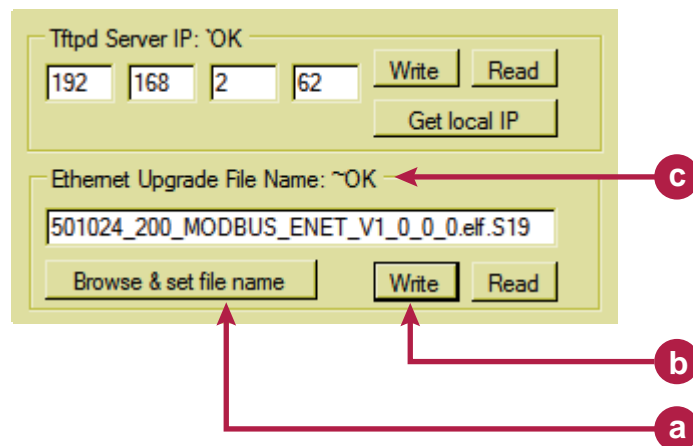 Tftpd Server IP: `OK
192 168 2 62 Write Read
Get local IP
Ethernet Upgrade File Name: ~OK
c
501024_200_MODBUS_ENET_V1_0_0_0.elf.S19
Browse & set file name Write Read
b
a